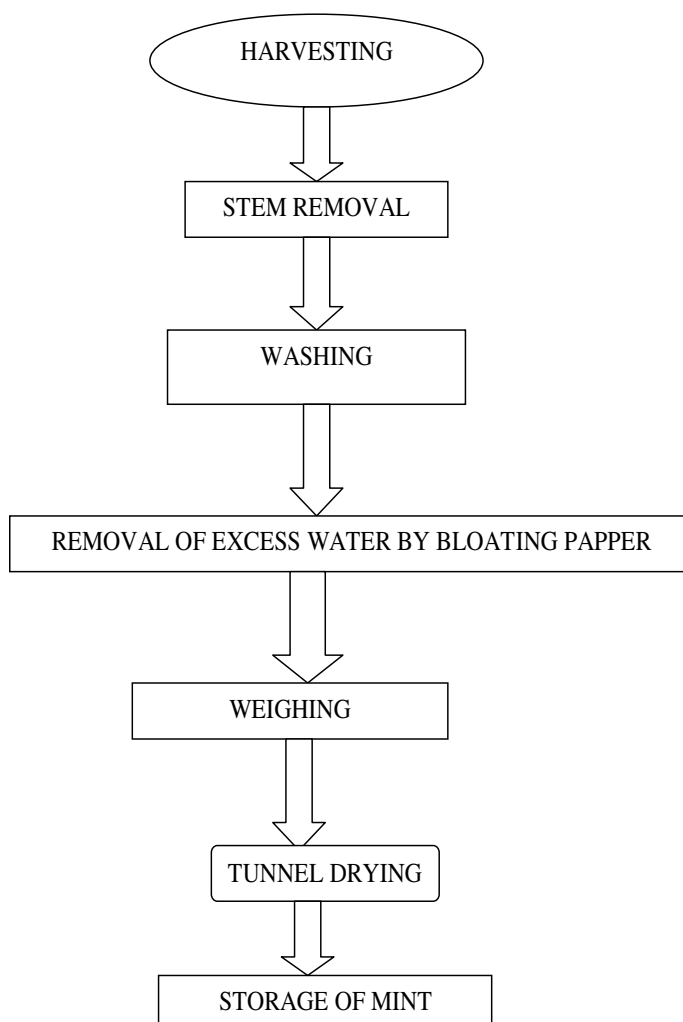 HARVESTING
STEM REMOVAL
WASHING
REMOVAL OF EXCESS WATER BY BLOATING PAPPER
WEIGHING
TUNNEL DRYING
STORAGE OF MINT